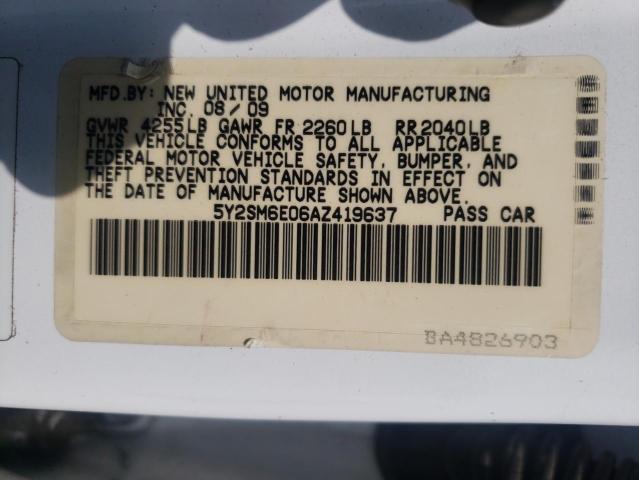 MFD.BY: NEW UNITED MOTOR MANUFACTURING
INC. 08/09
GVWR 4255LB GAWR FR 2260LB RR2040LB
THIS VEHICLE CONFORMS TO ALL APPLICABLE
FEDERAL MOTOR VEHICLE SAFETY, BUMPER, AND
THEFT PREVENTION STANDARDS IN EFFECT ON
THE DATE OF MANUFACTURE SHOWN ABOVE.
5Y2SM6E06AZ419637 PASS CAR
BA4826903